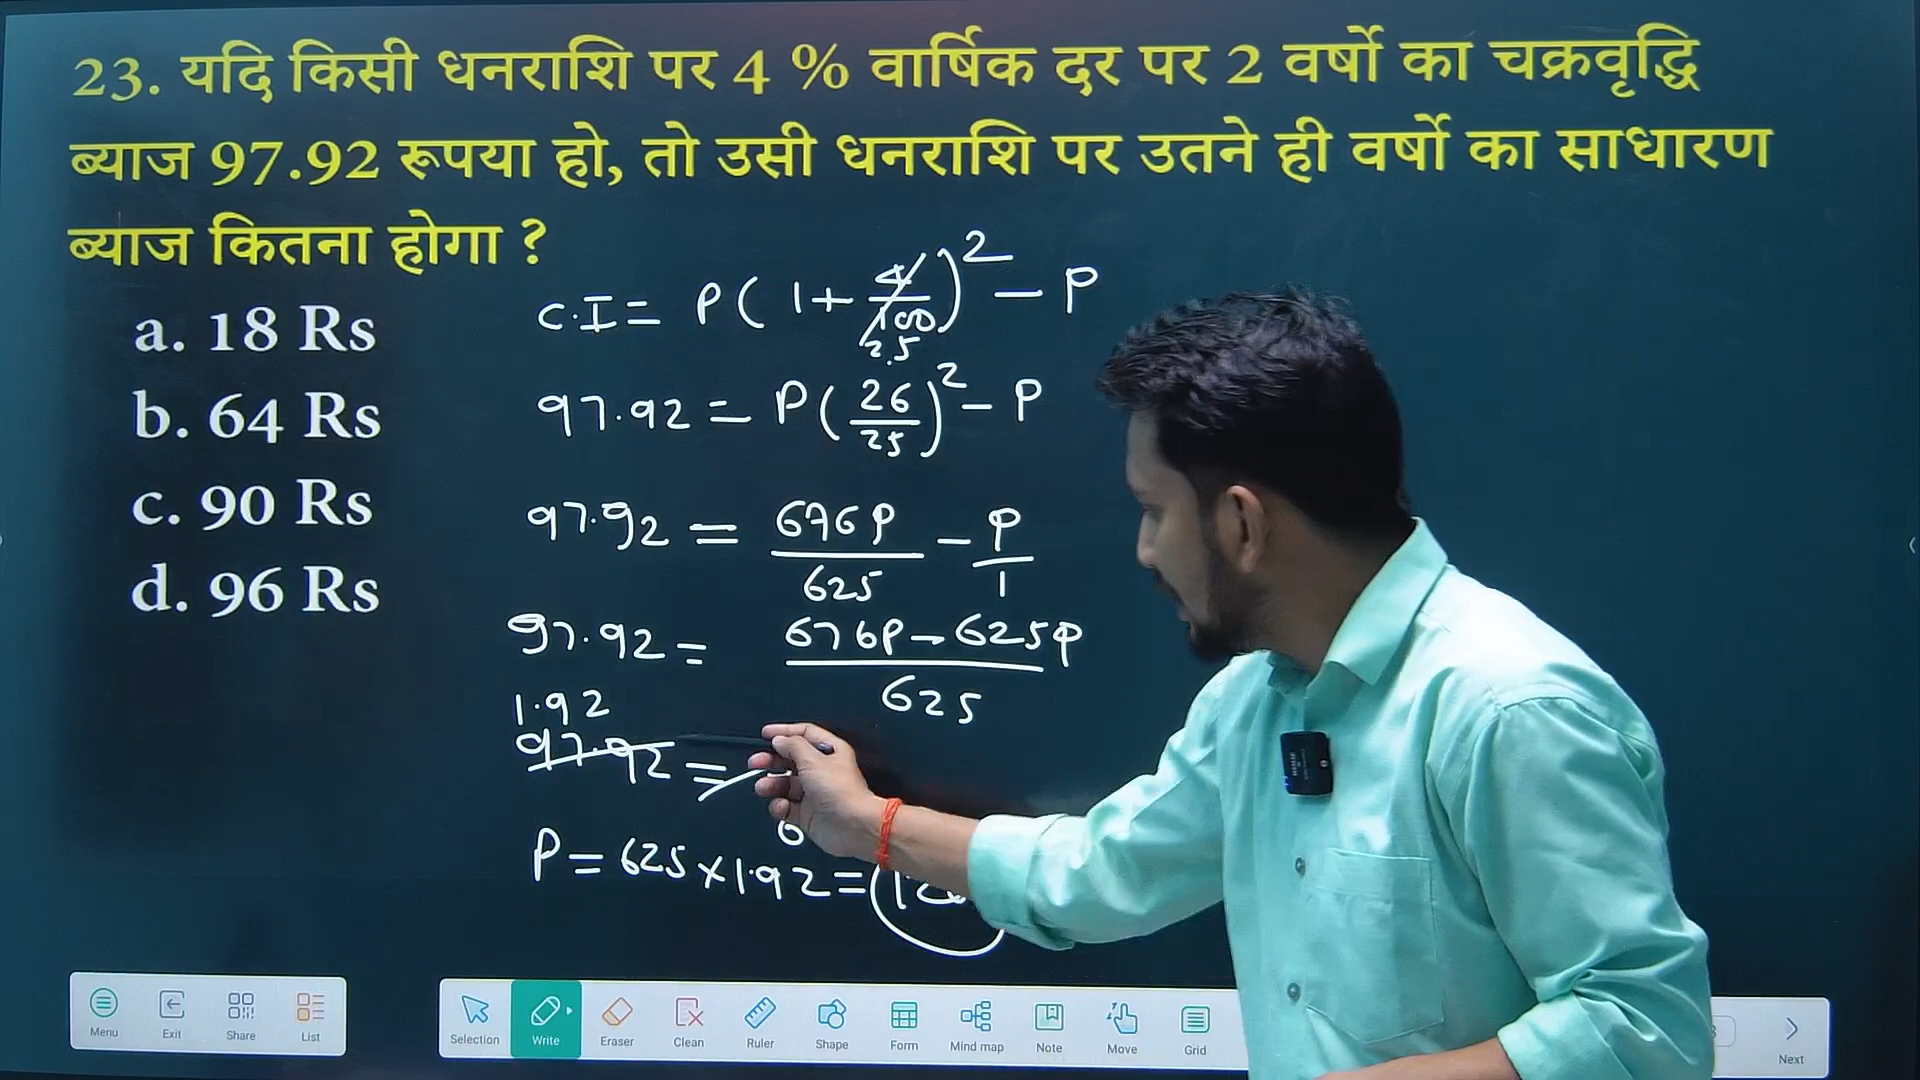 23. यदि किसी धनराशि पर 4 % वार्षिक दर पर 2 वर्षो का चक्रवृद्धि
ब्याज 97.92 रूपया हो, तो उसी धनराशि पर उतने ही वर्षो का साधारण
ब्याज कितना होगा ?
a. 18 Rs
b. 64 Rs
c. 90 Rs
d. 96 Rs
C.I = P(1 + 4/100)² - P
25
97.92 = P(26/25)² - P
97.92 = 676P/625 - P/1
97.92 = 676P - 625P/625
1.92
97.92 =
P = 625 × 1.92 =
Menu
Exit
Share
List
Selection
Write
Eraser
Clean
Ruler
Shape
Form
Mind map
Note
Move
Grid
Next